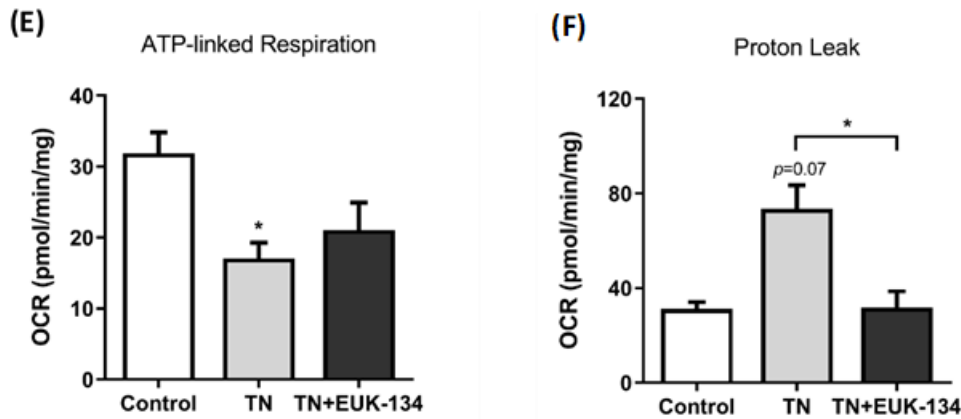 (E)
ATP-linked Respiration
OCR (pmol/min/mg)
40
30
20
10
0
*
Control TN TN+EUK-134
(F)
Proton Leak
OCR (pmol/min/mg)
120
80
40
0
*
p=0.07
Control TN TN+EUK-134